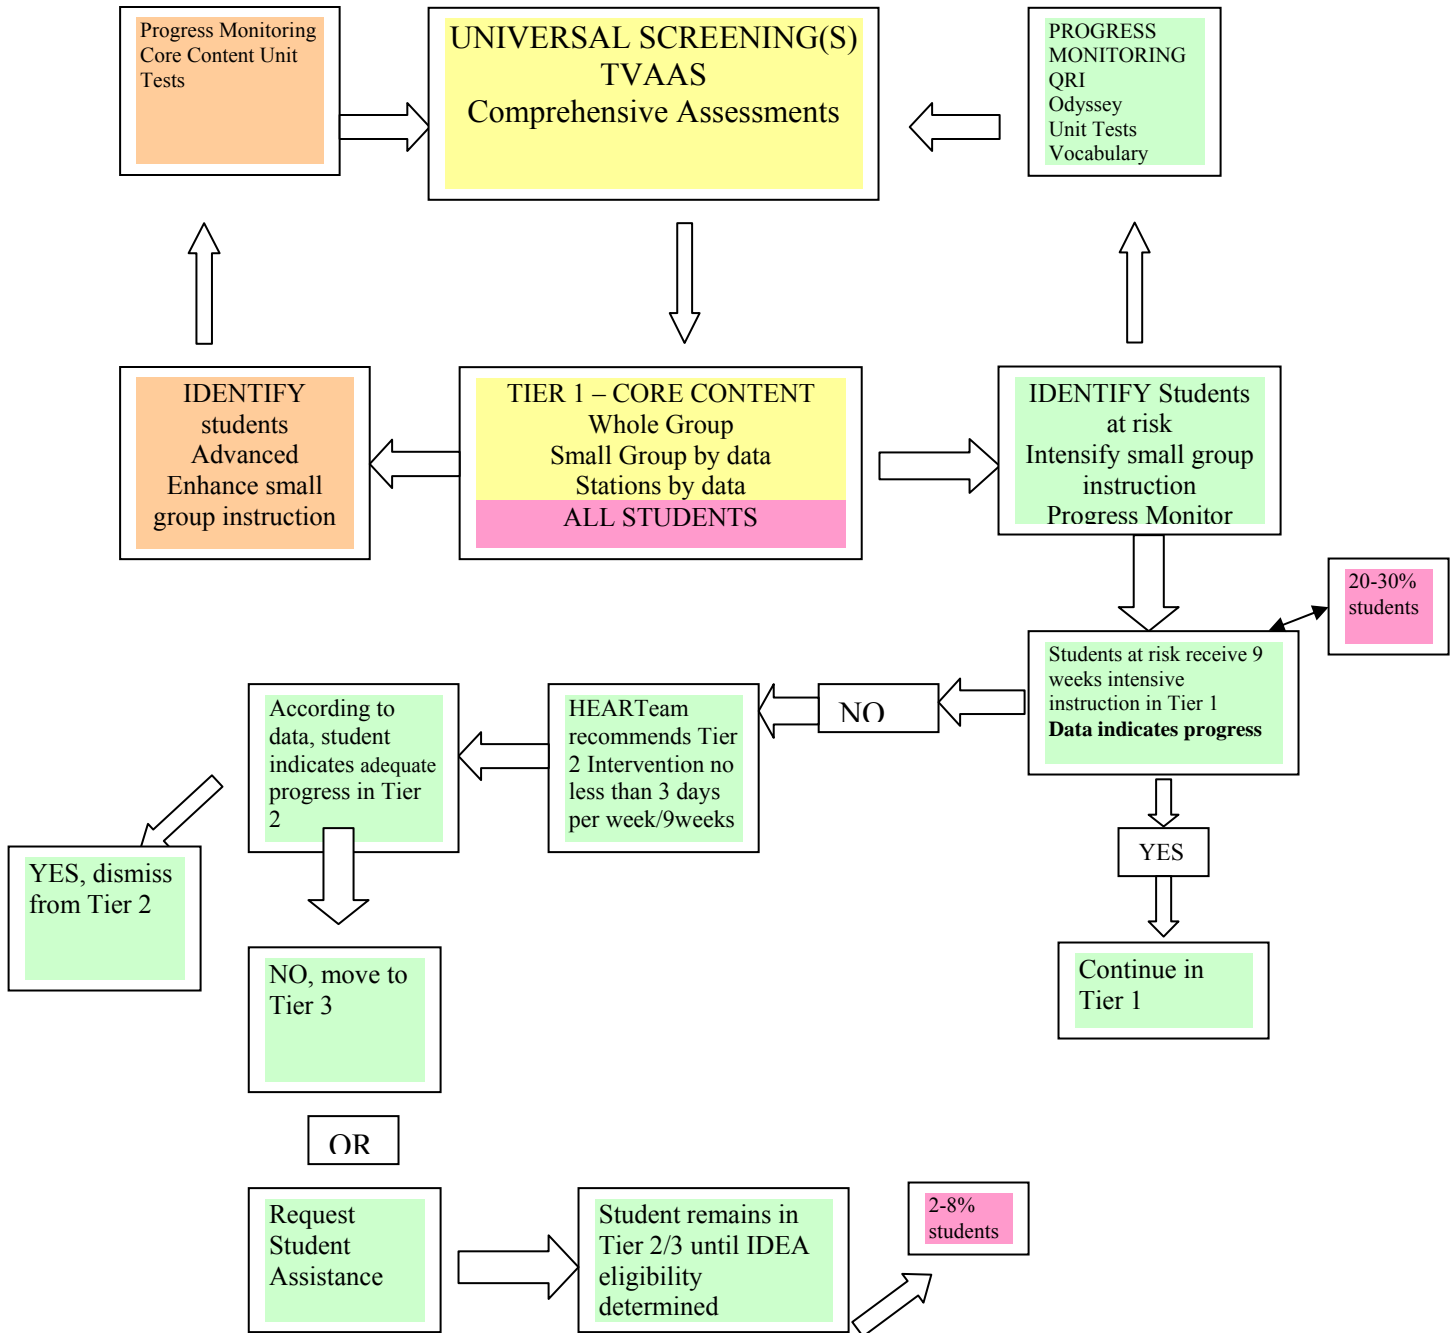 Progress Monitoring
Core Content Unit
Tests
UNIVERSAL SCREENING(S)
TVAAS
Comprehensive Assessments
PROGRESS
MONITORING
QRI
Odyssey
Unit Tests
Vocabulary
IDENTIFY
students
Advanced
Enhance small
group instruction
TIER 1 – CORE CONTENT
Whole Group
Small Group by data
Stations by data
ALL STUDENTS
IDENTIFY Students
at risk
Intensify small group
instruction
Progress Monitor
20-30%
students
Students at risk receive 9
weeks intensive
instruction in Tier 1
Data indicates progress
NO
HEARTeam
recommends Tier
2 Intervention no
less than 3 days
per week/9weeks
According to
data, student
indicates adequate
progress in Tier
2
YES
YES, dismiss
from Tier 2
NO, move to
Tier 3
Continue in
Tier 1
OR
Request
Student
Assistance
Student remains in
Tier 2/3 until IDEA
eligibility
determined
2-8%
students